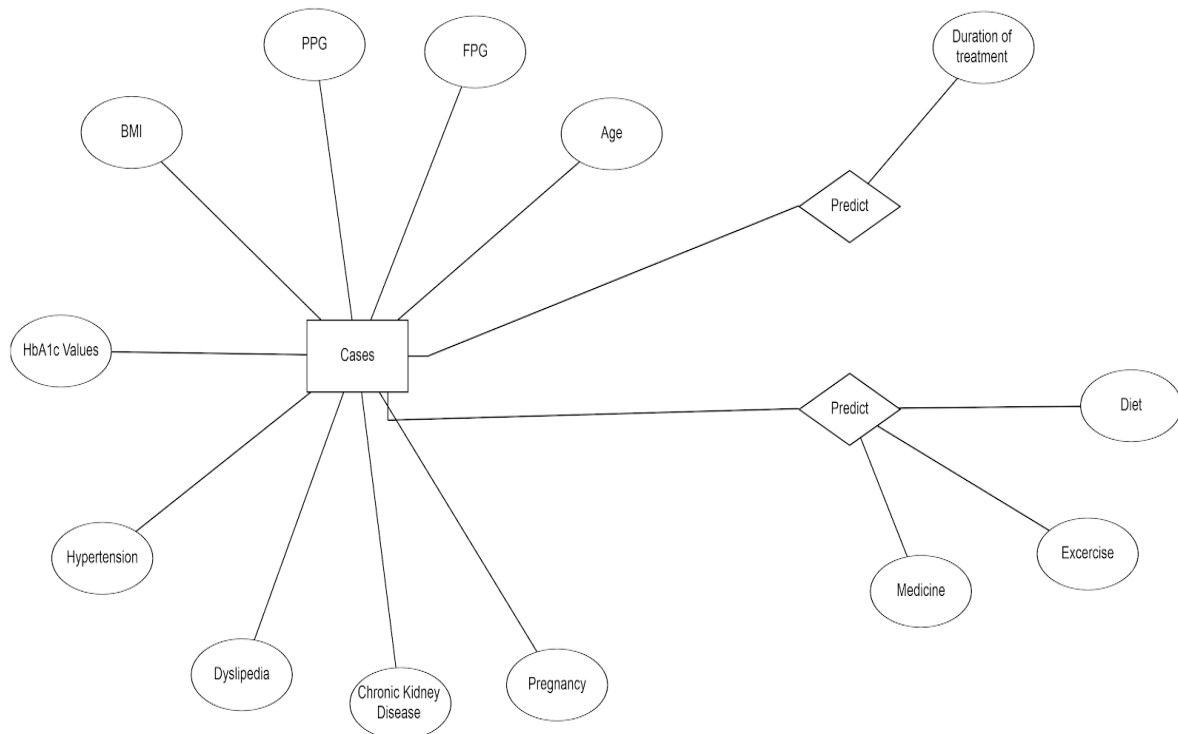 PPG
FPG
Duration of
treatment
BMI
Age
Predict
HbA1c Values
Cases
Predict
Diet
Hypertension
Excercise
Medicine
Dyslipedia
Chronic Kidney
Disease
Pregnancy